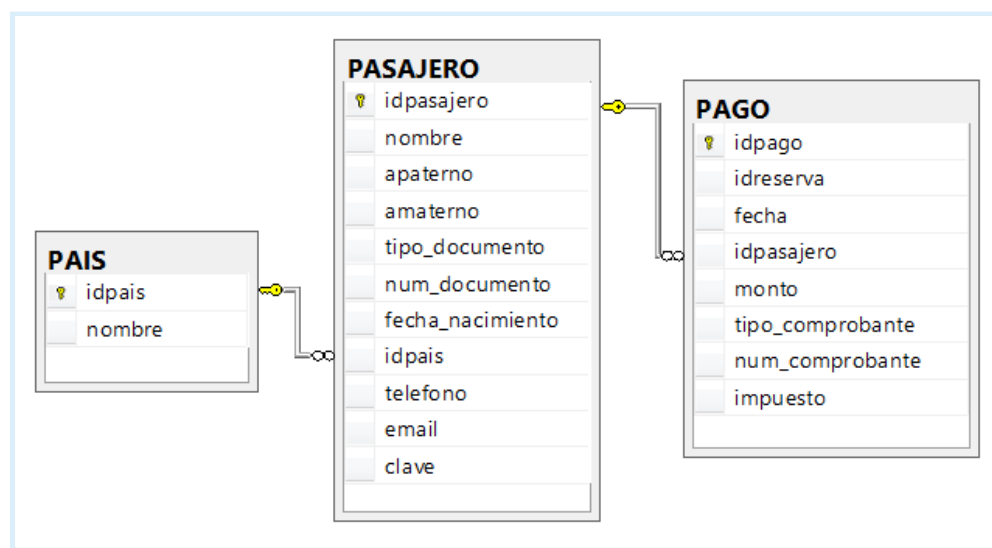 PAIS
idpais
nombre
PASAJERO
idpasajero
nombre
apaterno
amaterno
tipo_documento
num_documento
fecha_nacimiento
idpais
telefono
email
clave
PAGO
idpago
idreserva
fecha
idpasajero
monto
tipo_comprobante
num_comprobante
impuesto